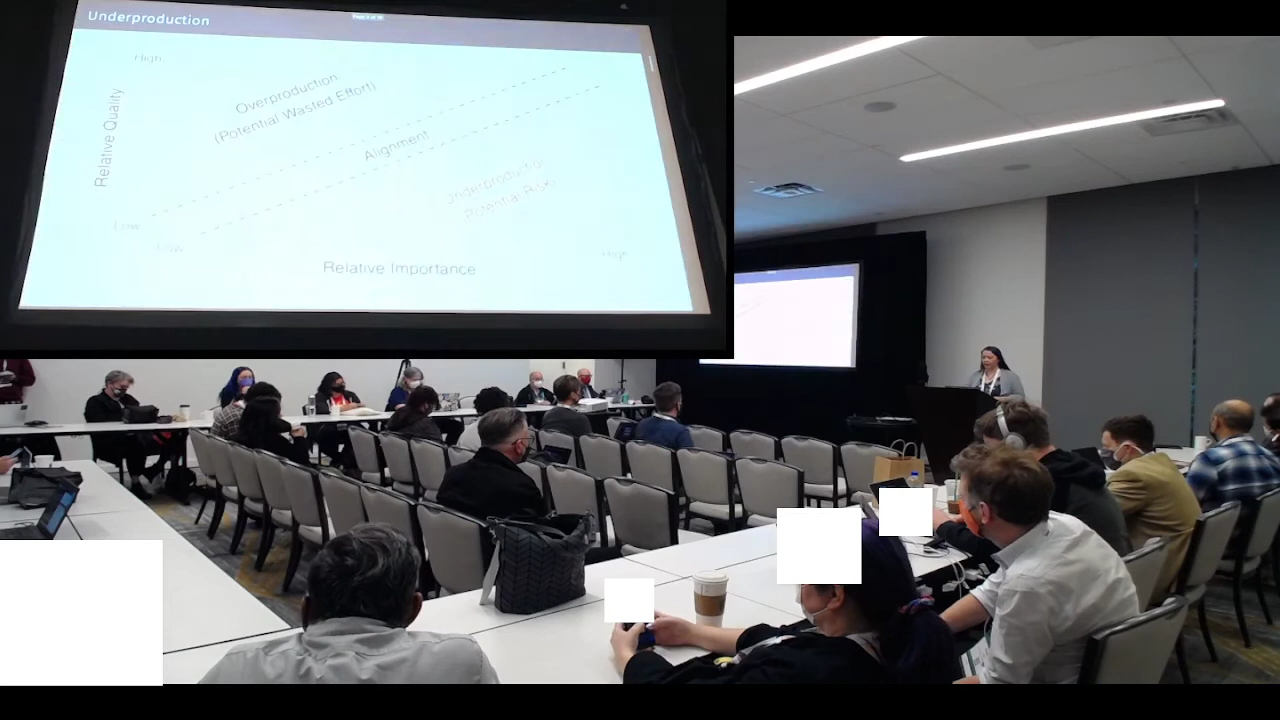 Underproduction
High
Overproduction
(Potential Wasted Effort)
Relative Quality
Alignment
Underproduction
Potential Risk)
Low
Low
High
Relative Importance